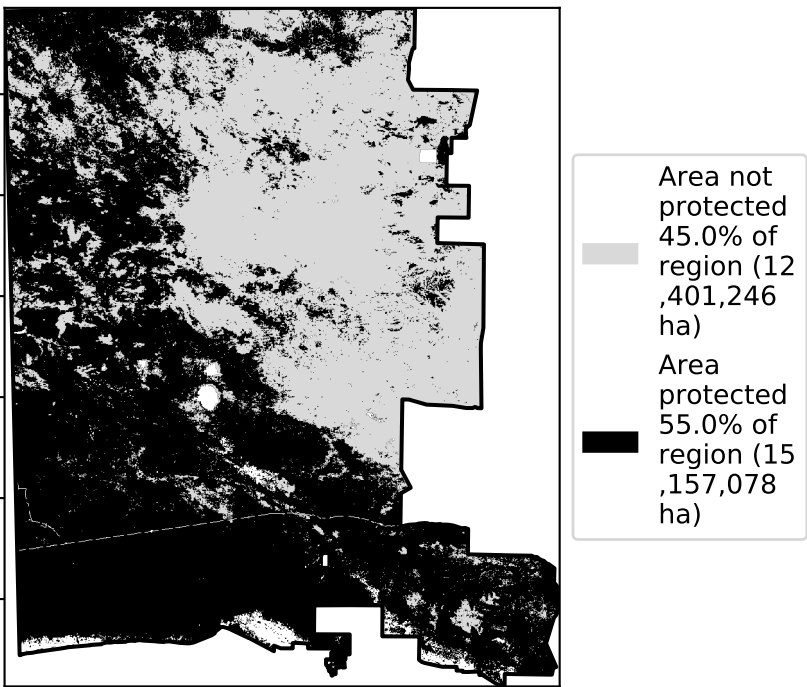 Area not
protected
45.0% of
region (12
,401,246
ha)
Area
protected
55.0% of
region (15
,157,078
ha)